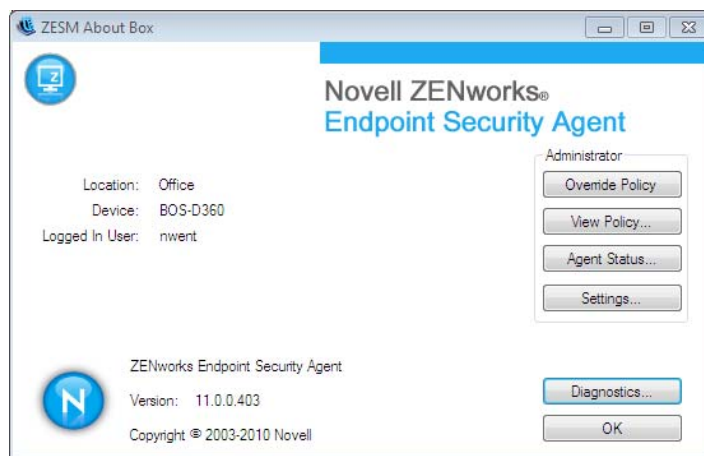 ZESM About Box
Novell ZENworks®
Endpoint Security Agent
Administrator
Location: Office
Override Policy
Device: BOS-D360
View Policy...
Logged In User: nwent
Agent Status...
Settings...
ZENworks Endpoint Security Agent
Diagnostics...
Version: 11.0.0.403
Copyright © 2003-2010 Novell
OK